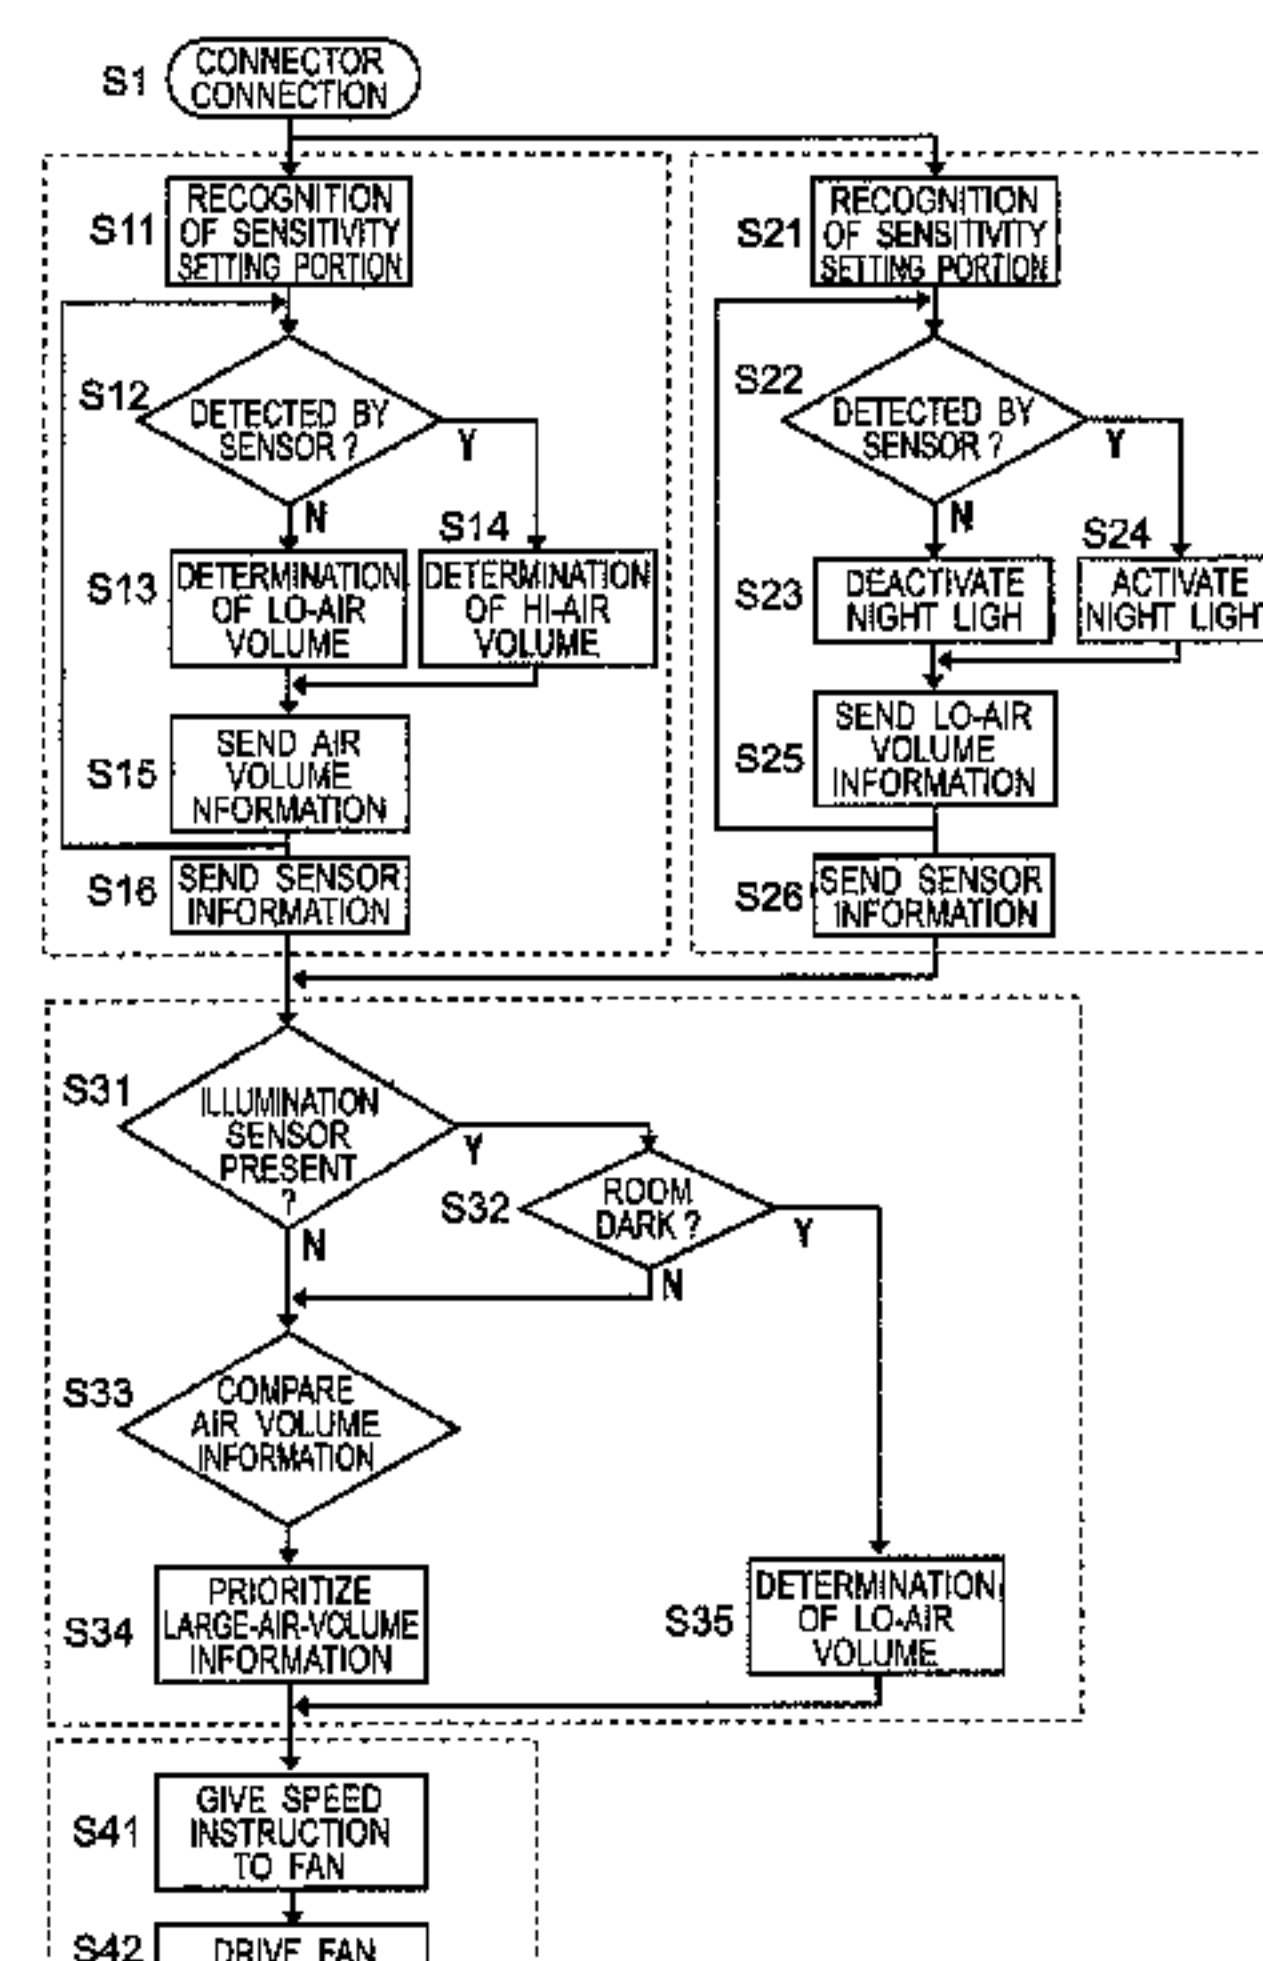 S1
CONNECTOR
CONNECTION
S11
RECOGNITION
OF SENSITIVITY
SETTING PORTION
S12
DETECTED BY
SENSOR ?
Y
N
S13
DETERMINATION
OF LO-AIR
VOLUME
S14
DETERMINATION
OF HI-AIR
VOLUME
S15
SEND AIR
VOLUME
NFORMATION
S16
SEND SENSOR
INFORMATION
S21
RECOGNITION
OF SENSITIVITY
SETTING PORTION
S22
DETECTED BY
SENSOR ?
Y
N
S23
DEACTIVATE
NIGHT LIGH
S24
ACTIVATE
NIGHT LIGHT
S25
SEND LO-AIR
VOLUME
INFORMATION
S26
SEND SENSOR
INFORMATION
S31
ILLUMINATION
SENSOR
PRESENT
?
Y
N
S32
ROOM
DARK ?
Y
N
S33
COMPARE
AIR VOLUME
INFORMATION
S34
PRIORITIZE
LARGE-AIR-VOLUME
INFORMATION
S35
DETERMINATION
OF LO-AIR
VOLUME
S41
GIVE SPEED
INSTRUCTION
TO FAN
S42
DRIVE FAN